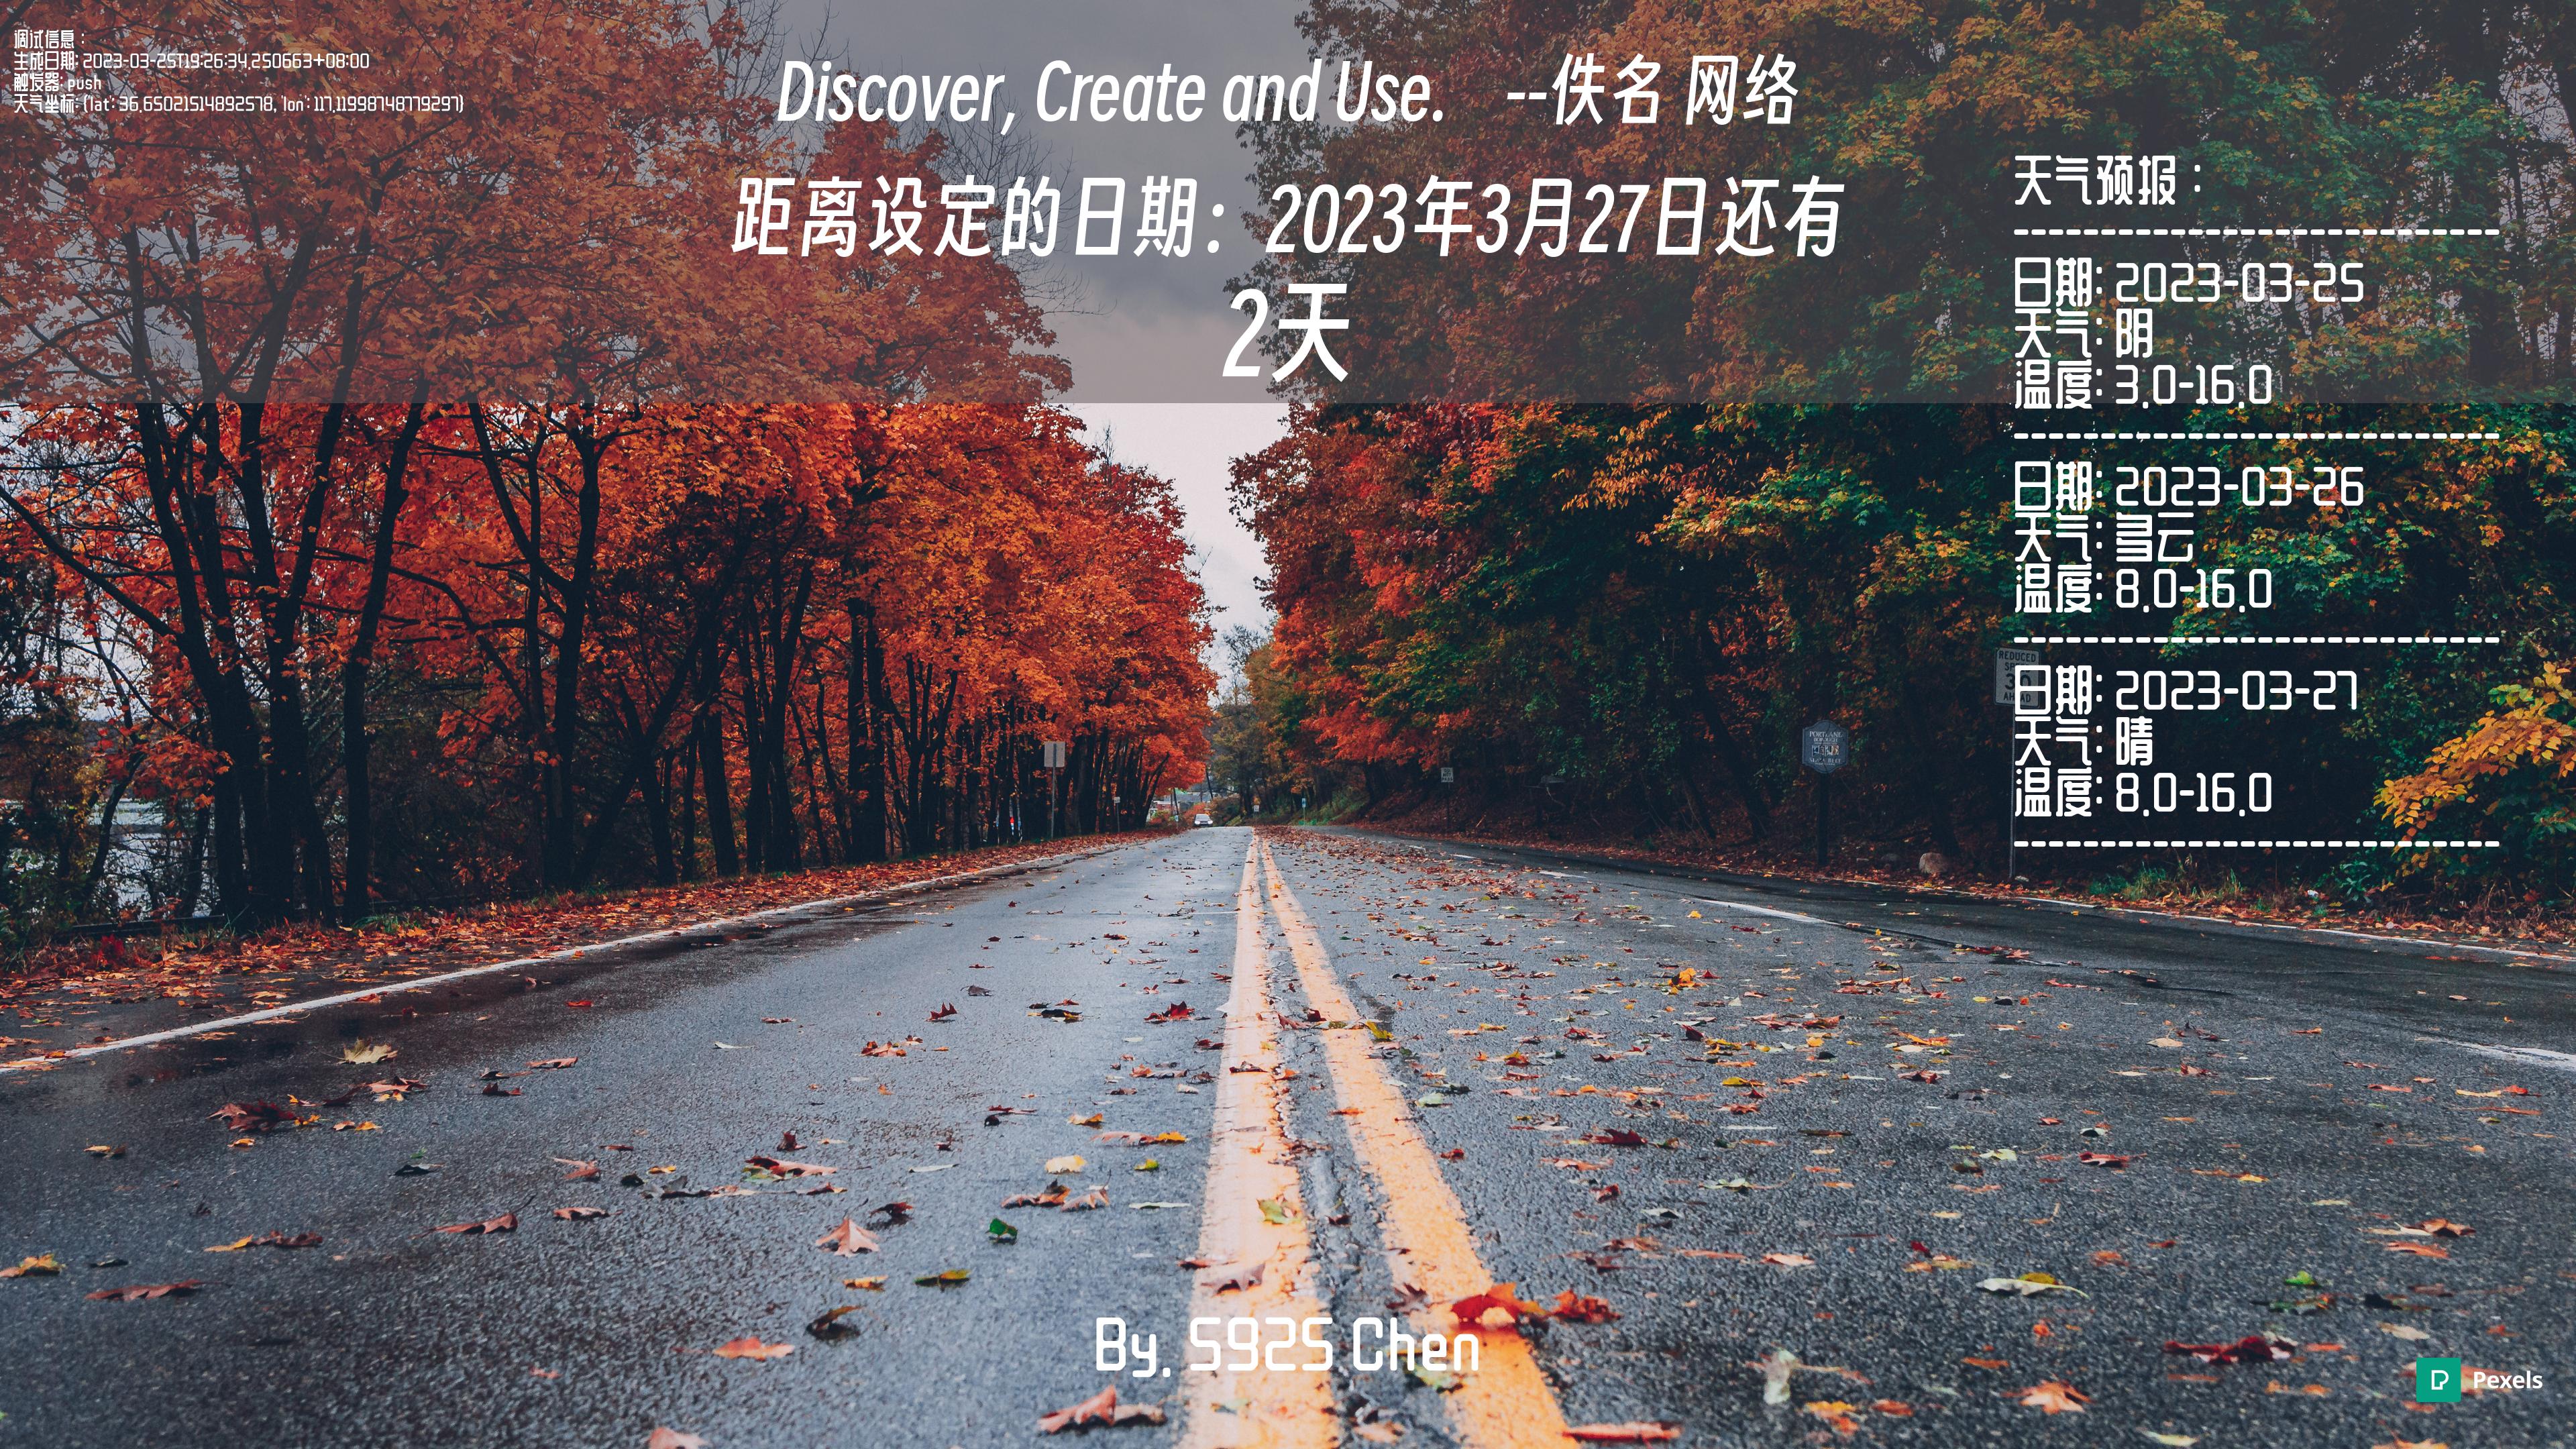 调试信息：
生成日期: 2023-03-25T19:26:34.250663+08:00
触发器: push
天气坐标: {'lat': 36.65021514892578, 'lon': 117.11998748779297}
Discover, Create and Use. --佚名 网络
距离设定的日期：2023年3月27日还有
2天
天气预报：
日期: 2023-03-25
天气: 阴
温度: 3.0-16.0
日期: 2023-03-26
天气: 多云
温度: 8.0-16.0
REDUCED
30
AHEAD
日期: 2023-03-27
天气: 晴
温度: 8.0-16.0
PORTLAND
By. S92S Chen
Pexels